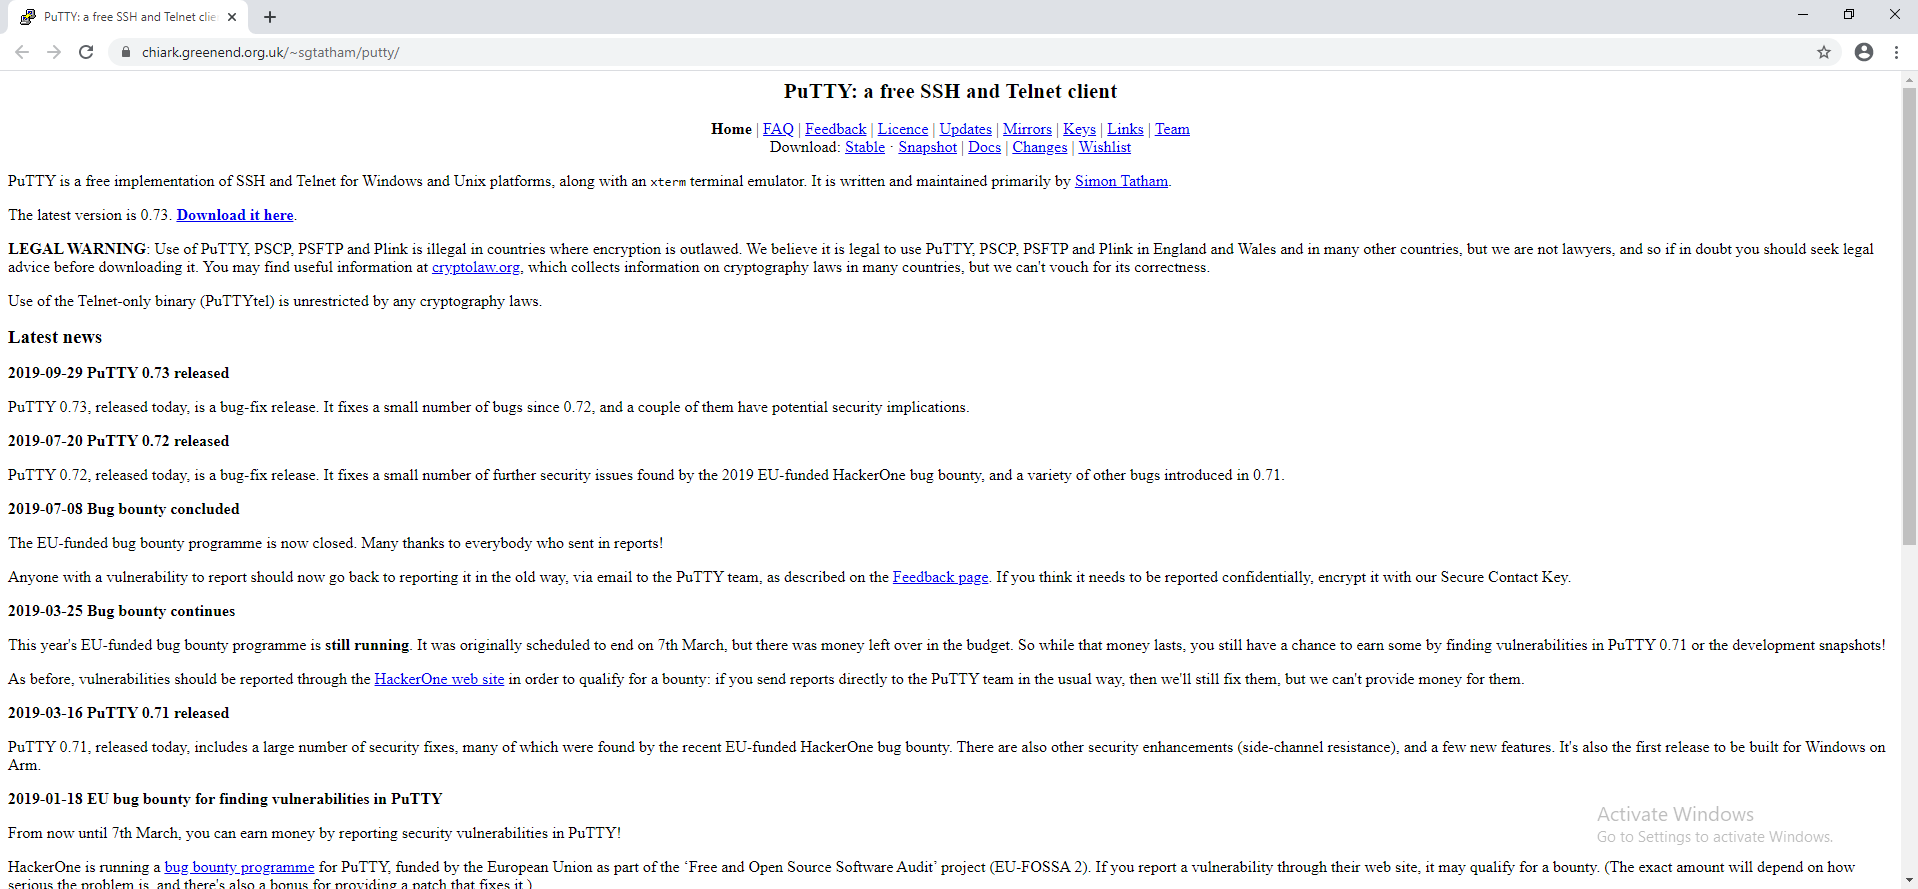 PuTTY: a free SSH and Telnet clie
chiark.greenend.org.uk/~sgtatham/putty/
PuTTY: a free SSH and Telnet client
Home | FAQ | Feedback | Licence | Updates | Mirrors | Keys | Links | Team
Download: Stable · Snapshot | Docs | Changes | Wishlist
PuTTY is a free implementation of SSH and Telnet for Windows and Unix platforms, along with an xterm terminal emulator. It is written and maintained primarily by Simon Tatham.
The latest version is 0.73. Download it here.
LEGAL WARNING: Use of PuTTY, PSCP, PSFTP and Plink is illegal in countries where encryption is outlawed. We believe it is legal to use PuTTY, PSCP, PSFTP and Plink in England and Wales and in many other countries, but we are not lawyers, and so if in doubt you should seek legal
advice before downloading it. You may find useful information at cryptolaw.org, which collects information on cryptography laws in many countries, but we can't vouch for its correctness.
Use of the Telnet-only binary (PuTTYtel) is unrestricted by any cryptography laws.
Latest news
2019-09-29 PuTTY 0.73 released
PuTTY 0.73, released today, is a bug-fix release. It fixes a small number of bugs since 0.72, and a couple of them have potential security implications.
2019-07-20 PuTTY 0.72 released
PuTTY 0.72, released today, is a bug-fix release. It fixes a small number of further security issues found by the 2019 EU-funded HackerOne bug bounty, and a variety of other bugs introduced in 0.71.
2019-07-08 Bug bounty concluded
The EU-funded bug bounty programme is now closed. Many thanks to everybody who sent in reports!
Anyone with a vulnerability to report should now go back to reporting it in the old way, via email to the PuTTY team, as described on the Feedback page. If you think it needs to be reported confidentially, encrypt it with our Secure Contact Key.
2019-03-25 Bug bounty continues
This year's EU-funded bug bounty programme is still running. It was originally scheduled to end on 7th March, but there was money left over in the budget. So while that money lasts, you still have a chance to earn some by finding vulnerabilities in PuTTY 0.71 or the development snapshots!
As before, vulnerabilities should be reported through the HackerOne web site in order to qualify for a bounty: if you send reports directly to the PuTTY team in the usual way, then we'll still fix them, but we can't provide money for them.
2019-03-16 PuTTY 0.71 released
PuTTY 0.71, released today, includes a large number of security fixes, many of which were found by the recent EU-funded HackerOne bug bounty. There are also other security enhancements (side-channel resistance), and a few new features. It's also the first release to be built for Windows on
Arm.
2019-01-18 EU bug bounty for finding vulnerabilities in PuTTY
From now until 7th March, you can earn money by reporting security vulnerabilities in PuTTY!
HackerOne is running a bug bounty programme for PuTTY, funded by the European Union as part of the ‘Free and Open Source Software Audit’ project (EU-FOSSA 2). If you report a vulnerability through their web site, it may qualify for a bounty. (The exact amount will depend on how
serious the problem is, and there's also a bonus for providing a patch that fixes it.)
Activate Windows
Go to Settings to activate Windows.